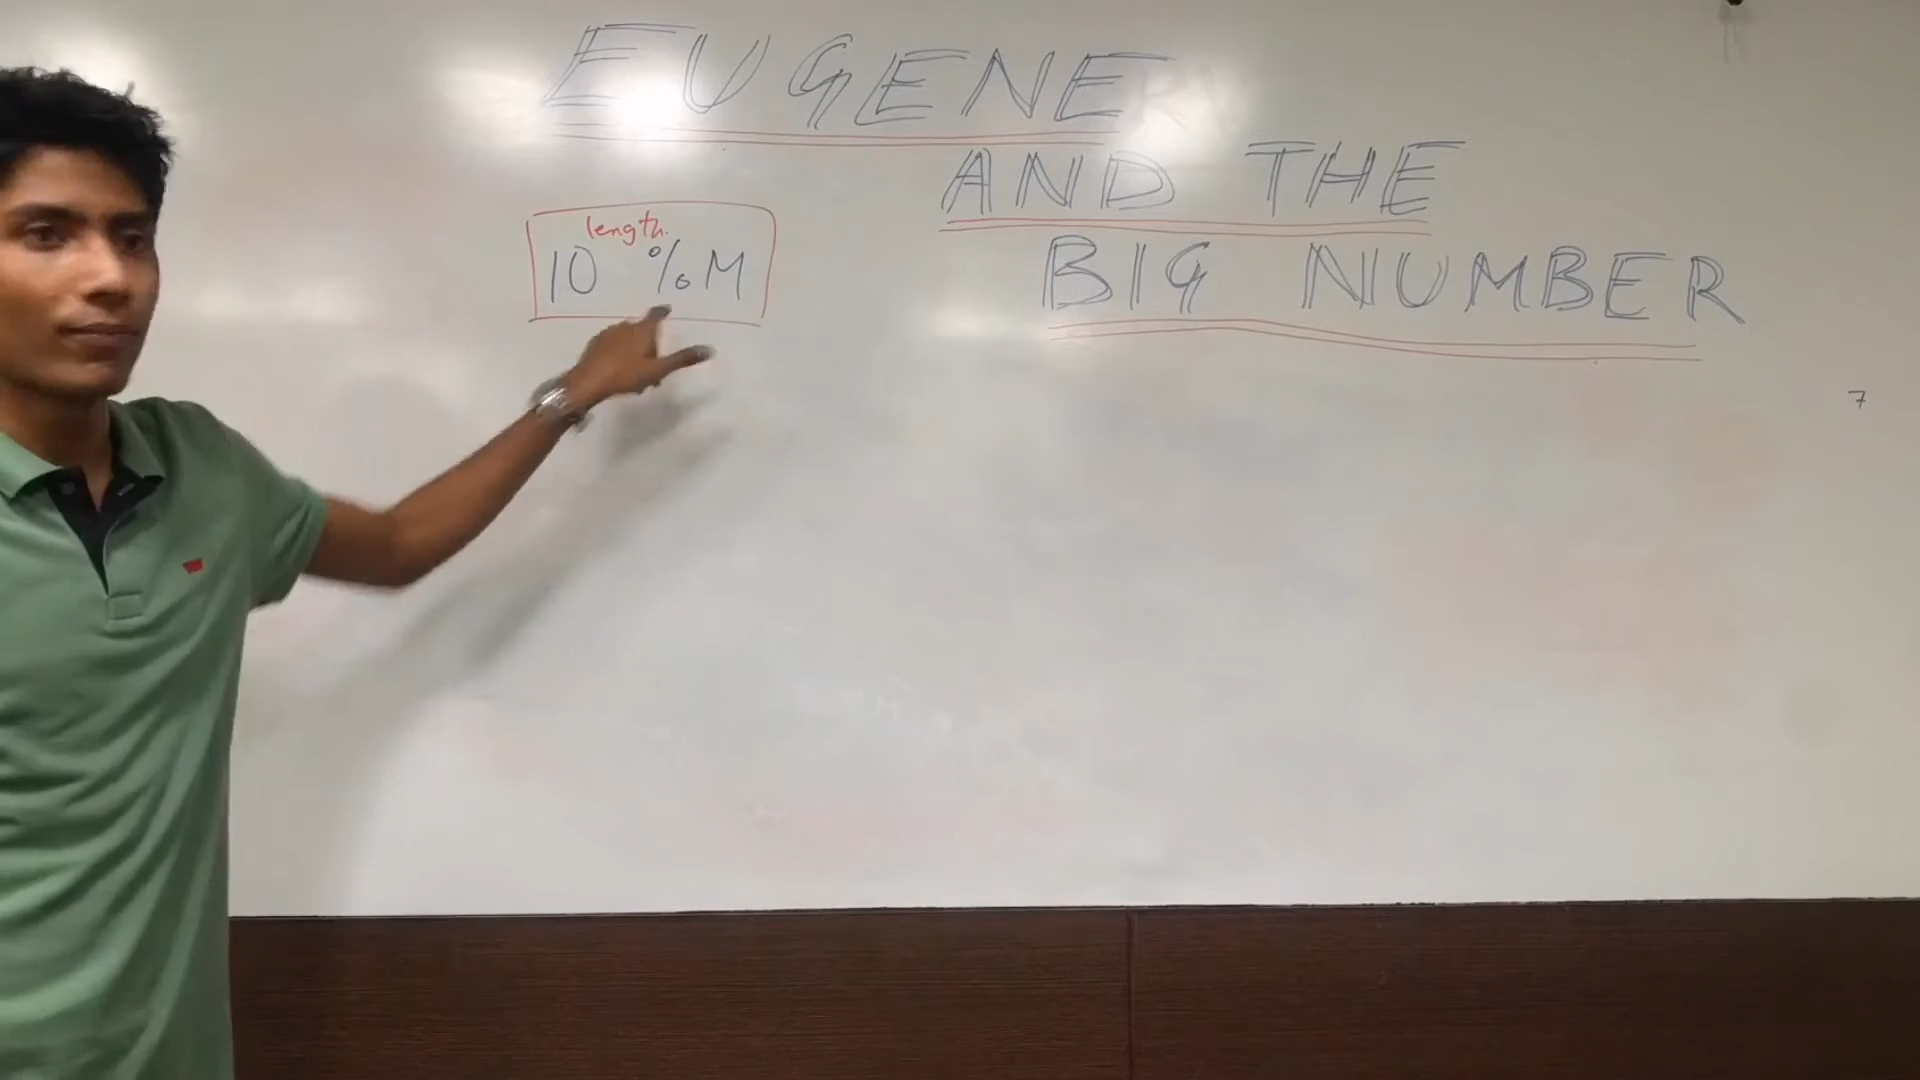 EUGENE
AND THE
BIG NUMBER
length
10 % M
7